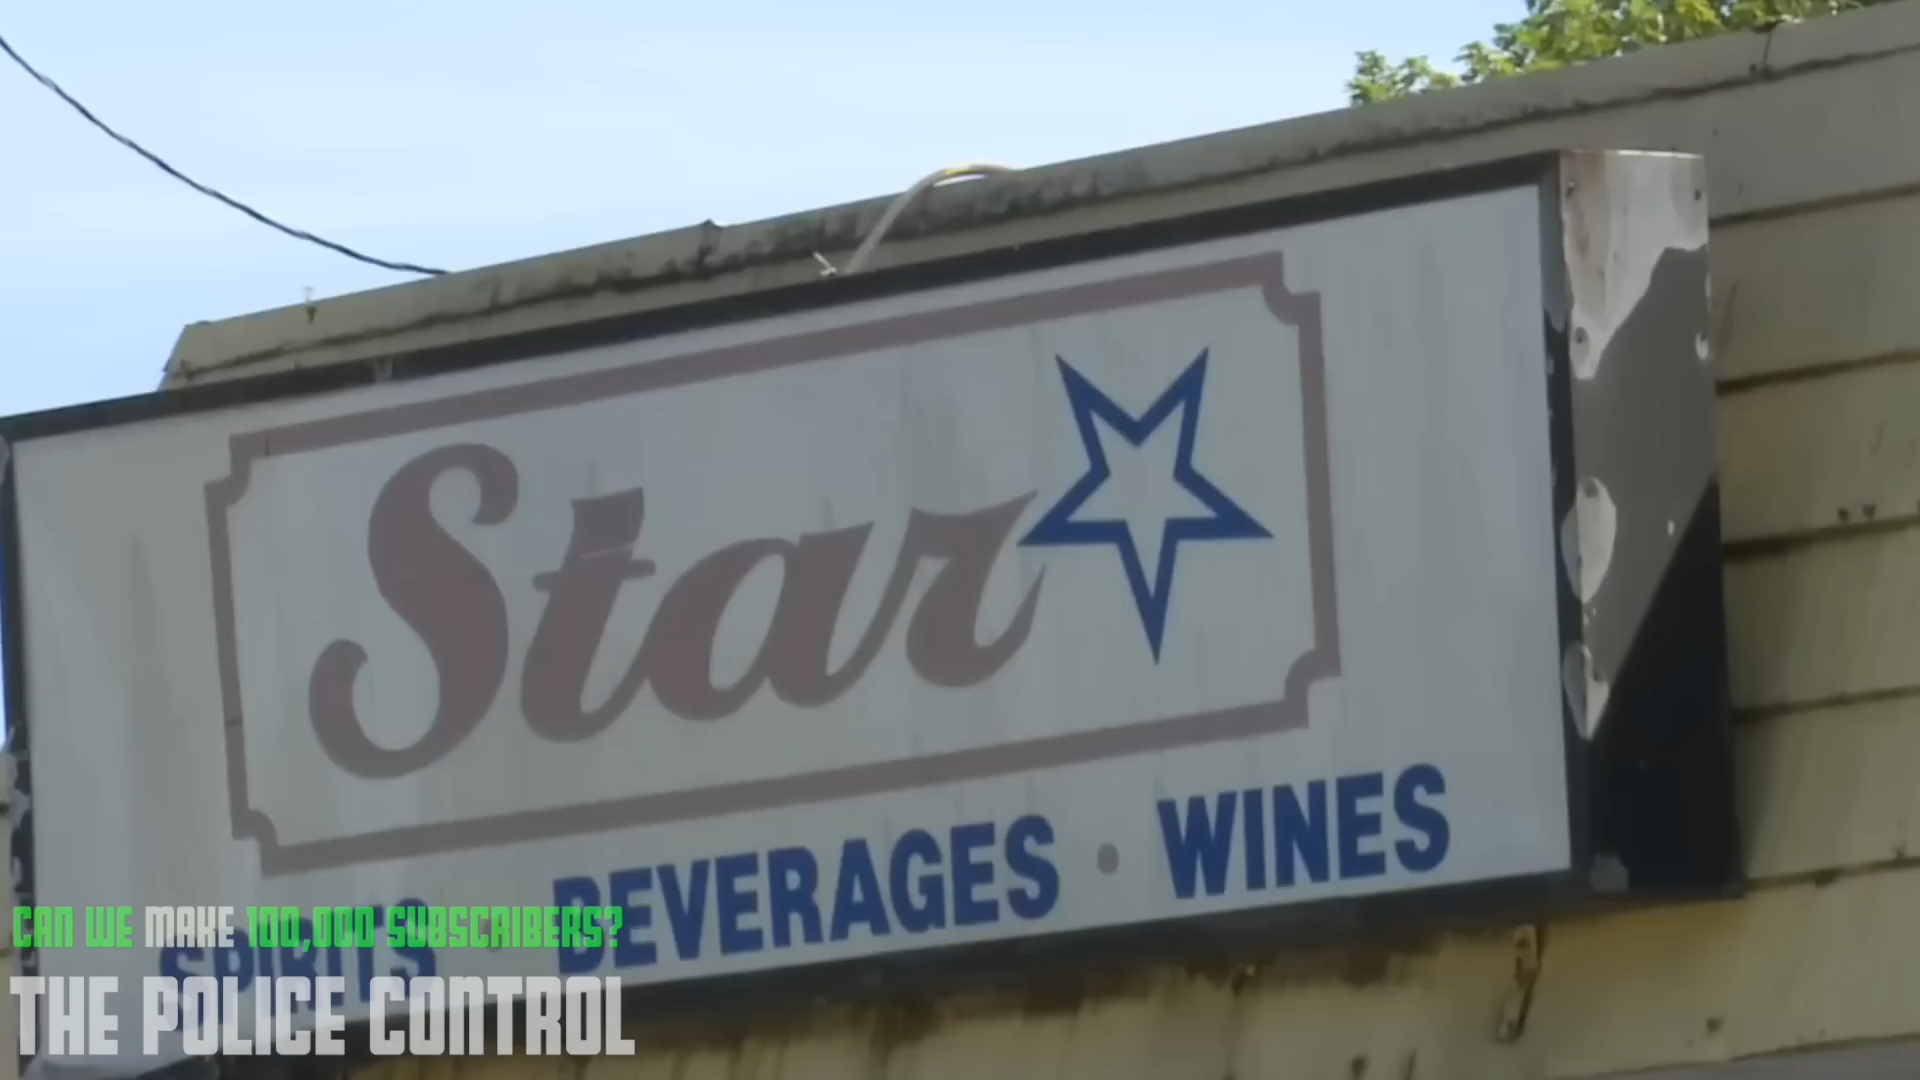 Star
SPIRITS · BEVERAGES · WINES
CAN WE MAKE 100,000 SUBSCRIBERS?
THE POLICE CONTROL